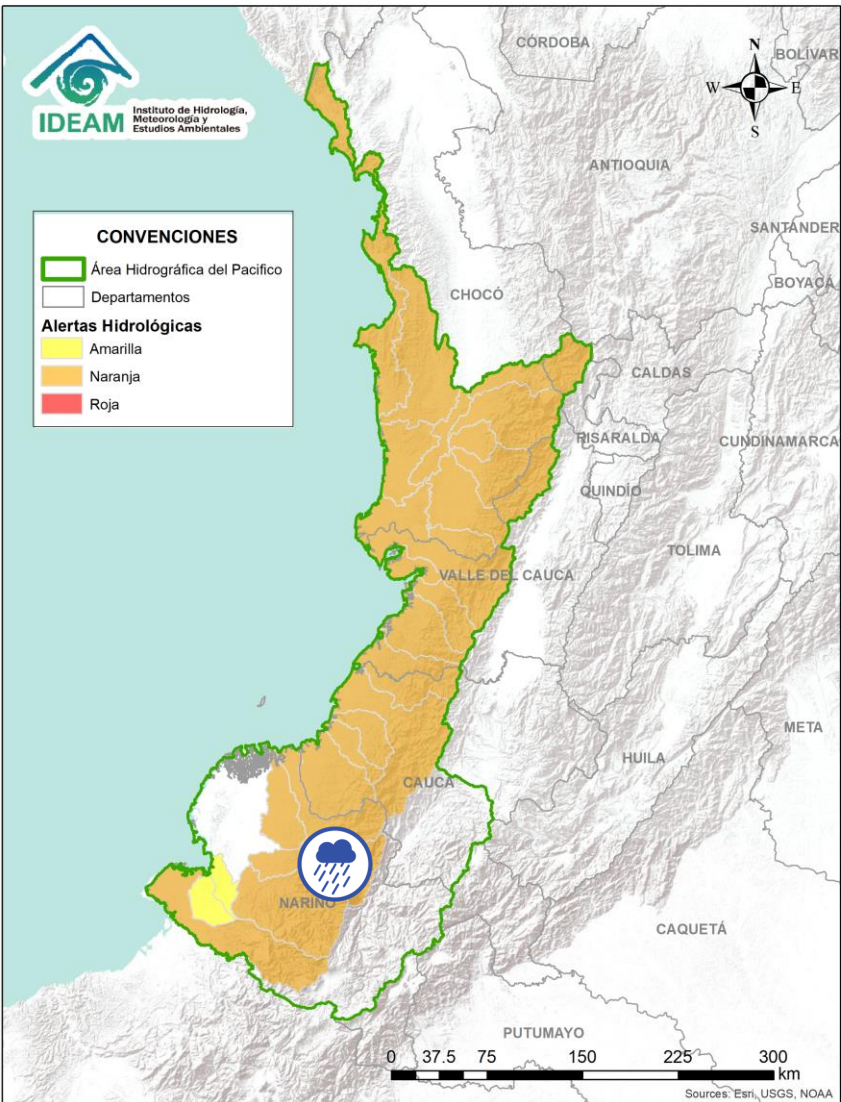 IDEAM
Instituto de Hidrología,
Meteorología y
Estudios Ambientales
N
W
E
S
CÓRDOBA
BOLÍVAR
ANTIOQUIA
SANTANDER
BOYACÁ
CHOCÓ
CONVENCIONES
Área Hidrográfica del Pacifico
Departamentos
Alertas Hidrológicas
Amarilla
Naranja
Roja
CALDAS
RISARALDA
CUNDINAMARCA
QUINDÍO
TOLIMA
VALLE DEL CAUCA
META
HUILA
CAUCA
NARIÑO
CAQUETÁ
PUTUMAYO
0 37.5 75 150 225 300
km
Sources: Esri, USGS, NOAA